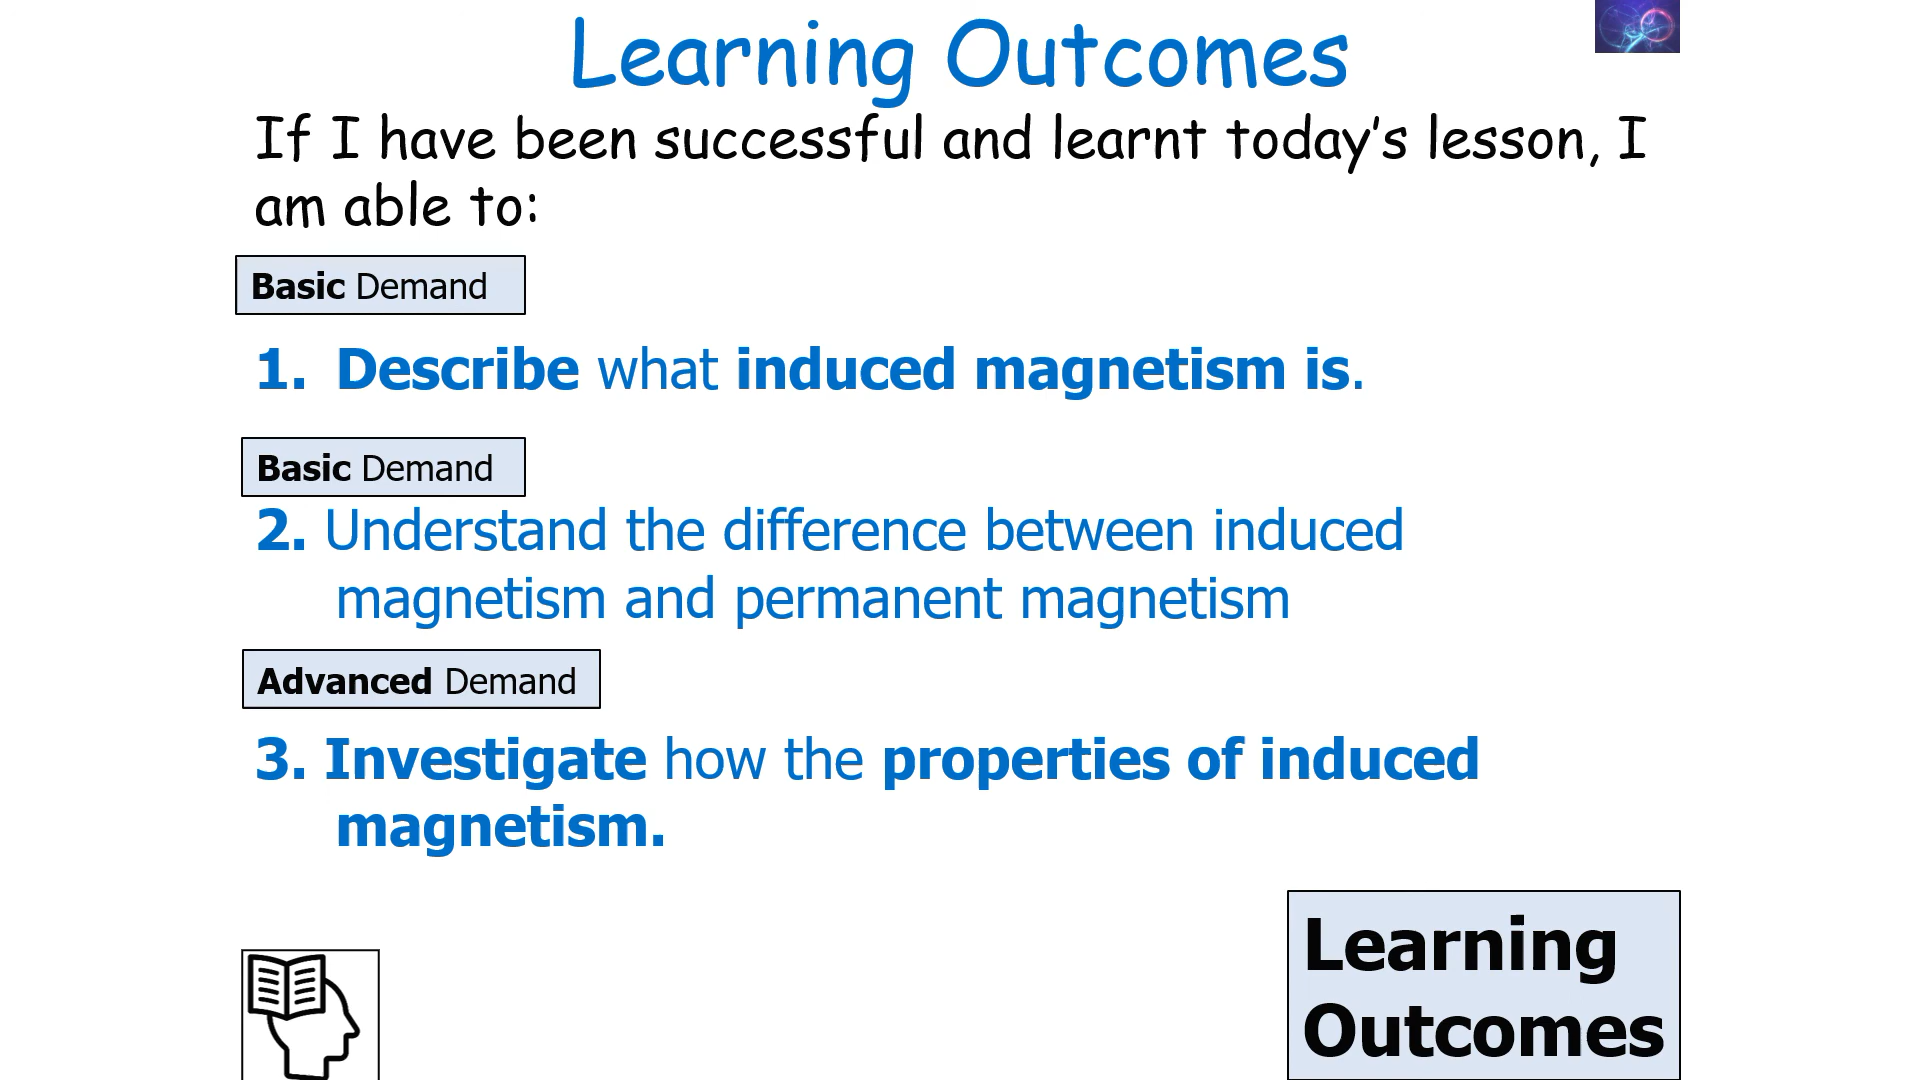 Learning Outcomes
If I have been successful and learnt today's lesson, I
am able to:
Basic Demand
1. Describe what induced magnetism is.
Basic Demand
2. Understand the difference between induced
magnetism and permanent magnetism
Advanced Demand
3. Investigate how the properties of induced
magnetism.
Learning
Outcomes